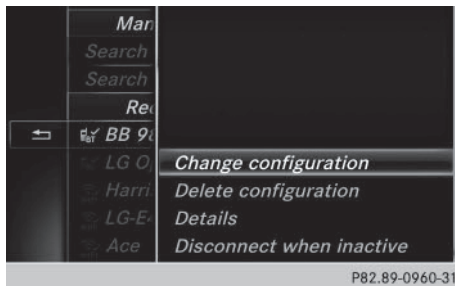 Man
Search
Search
Re
BB 98
LG O
Change configuration
Harri
Delete configuration
LG-E
Details
Ace
Disconnect when inactive
P82.89-0960-31